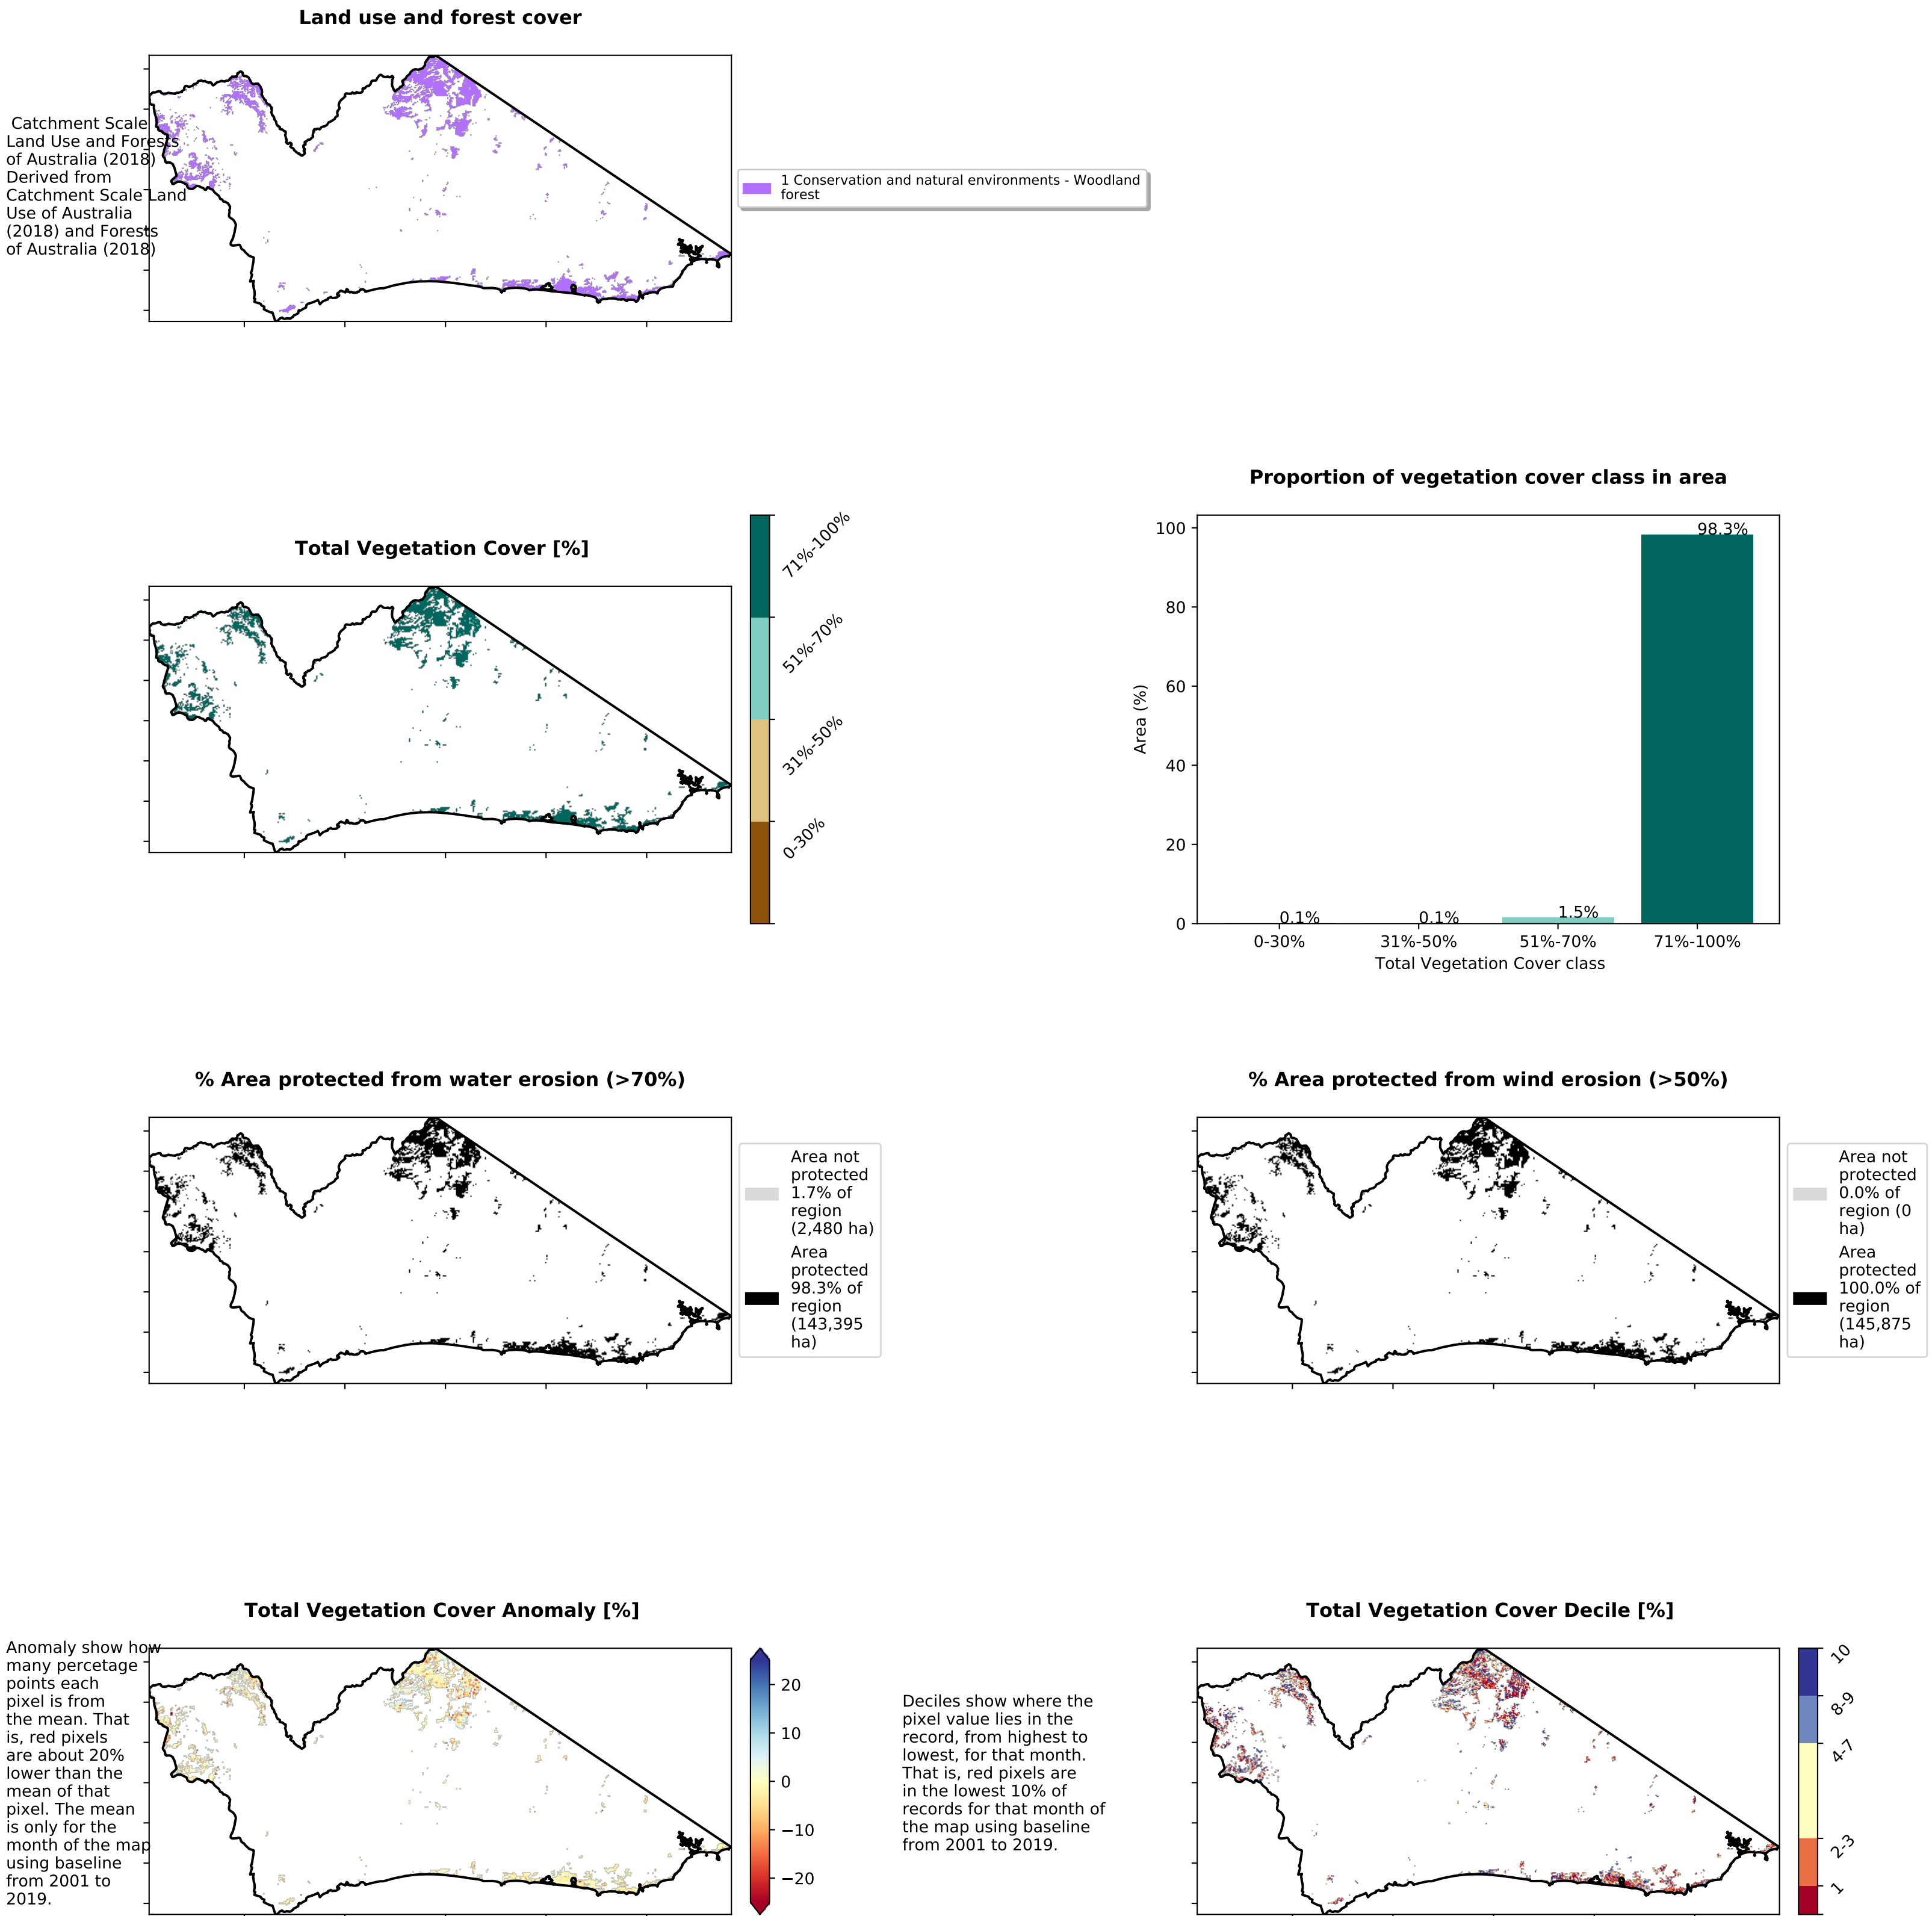 Land use and forest cover
Catchment Scale
Land Use and Forests
of Australia (2018)
Derived from
Catchment Scale Land
Use of Australia
(2018) and Forests
of Australia (2018)
1 Conservation and natural environments - Woodland
forest
Total Vegetation Cover [%]
71%-100%
51%-70%
31%-50%
0-30%
Proportion of vegetation cover class in area
Area (%)
100
80
60
40
20
0
0.1%
0.1%
1.5%
98.3%
0-30%
31%-50%
51%-70%
71%-100%
Total Vegetation Cover class
% Area protected from water erosion (>70%)
Area not
protected
1.7% of
region
(2,480 ha)
Area
protected
98.3% of
region
(143,395
ha)
% Area protected from wind erosion (>50%)
Area not
protected
0.0% of
region (0
ha)
Area
protected
100.0% of
region
(145,875
ha)
Total Vegetation Cover Anomaly [%]
Anomaly show how
many percetage
points each
pixel is from
the mean. That
is, red pixels
are about 20%
lower than the
mean of that
pixel. The mean
is only for the
month of the map
using baseline
from 2001 to
2019.
20
10
0
−10
−20
Total Vegetation Cover Decile [%]
Deciles show where the
pixel value lies in the
record, from highest to
lowest, for that month.
That is, red pixels are
in the lowest 10% of
records for that month of
the map using baseline
from 2001 to 2019.
10
8-9
4-7
2-3
1